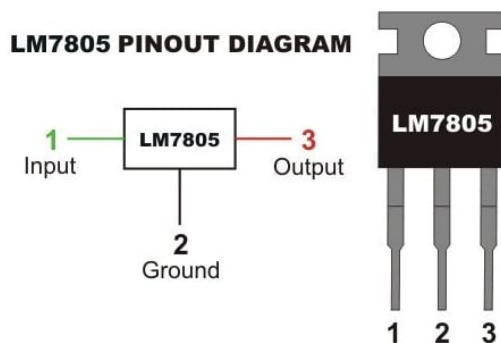 LM7805 PINOUT DIAGRAM
1
Input
LM7805
3
Output
2
Ground
LM7805
1 2 3